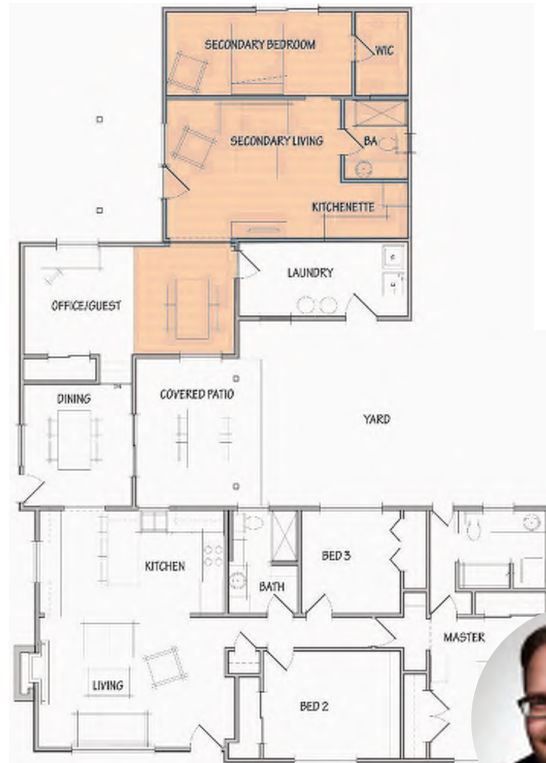 SECONDARY BEDROOM
WIC
SECONDARY LIVING
BA
KITCHENETTE
LAUNDRY
OFFICE/GUEST
DINING
COVERED PATIO
YARD
KITCHEN
BED 3
BATH
MASTER
LIVING
BED 2